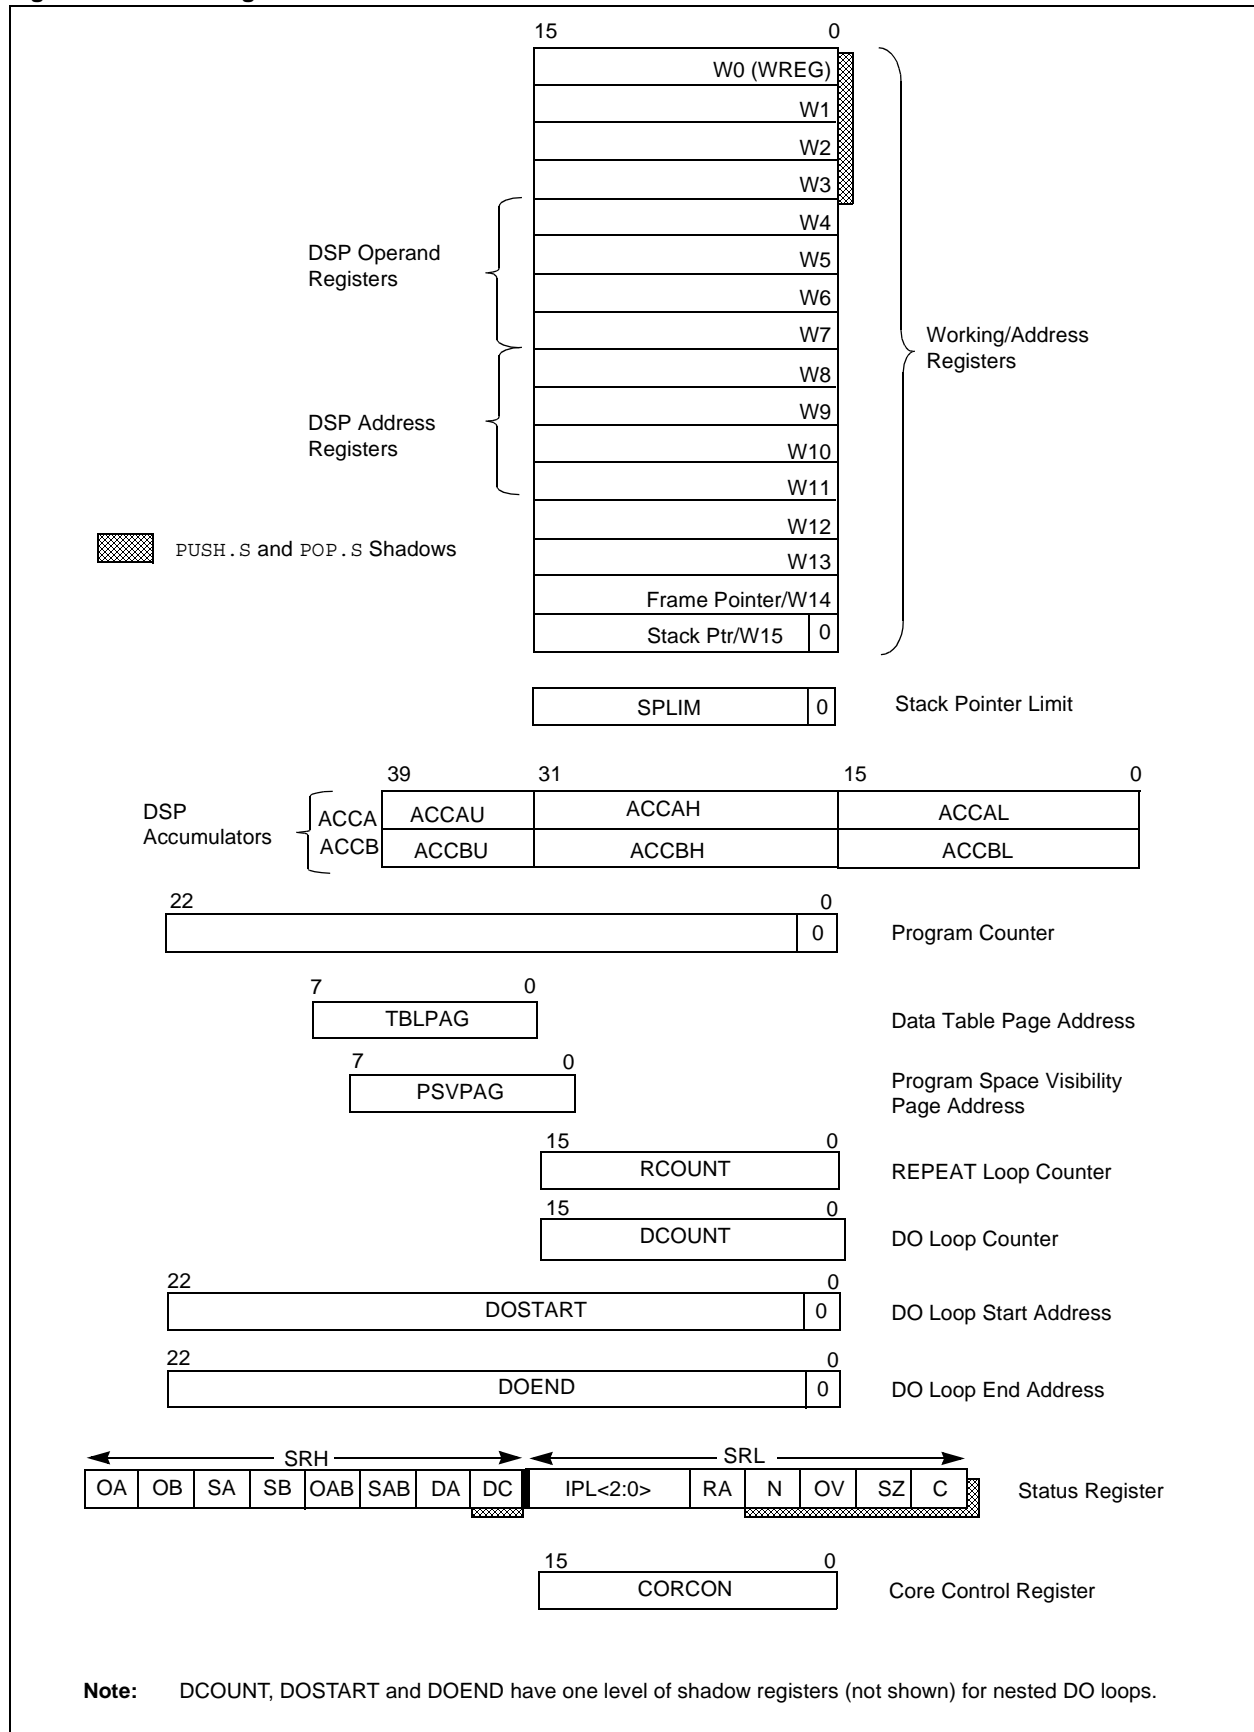 15 0
W0 (WREG)
W1
W2
W3
W4
DSP Operand
Registers
W5
W6
W7
Working/Address
Registers
W8
DSP Address
Registers
W9
W10
W11
W12
PUSH.S and POP.S Shadows
W13
Frame Pointer/W14
Stack Ptr/W15 0
SPLIM 0 Stack Pointer Limit
39 31 15 0
DSP
Accumulators
ACCA ACCAU ACCAH ACCAL
ACCB ACCBU ACCBH ACCBL
22 0
0 Program Counter
7 0
TBLPAG Data Table Page Address
7 0
PSVPAG Program Space Visibility
Page Address
15 0
RCOUNT REPEAT Loop Counter
15 0
DCOUNT DO Loop Counter
22 0
DOSTART 0 DO Loop Start Address
22 0
DOEND 0 DO Loop End Address
SRH SRL
OA OB SA SB OAB SAB DA DC IPL<2:0> RA N OV SZ C Status Register
15 0
CORCON Core Control Register
Note: DCOUNT, DOSTART and DOEND have one level of shadow registers (not shown) for nested DO loops.